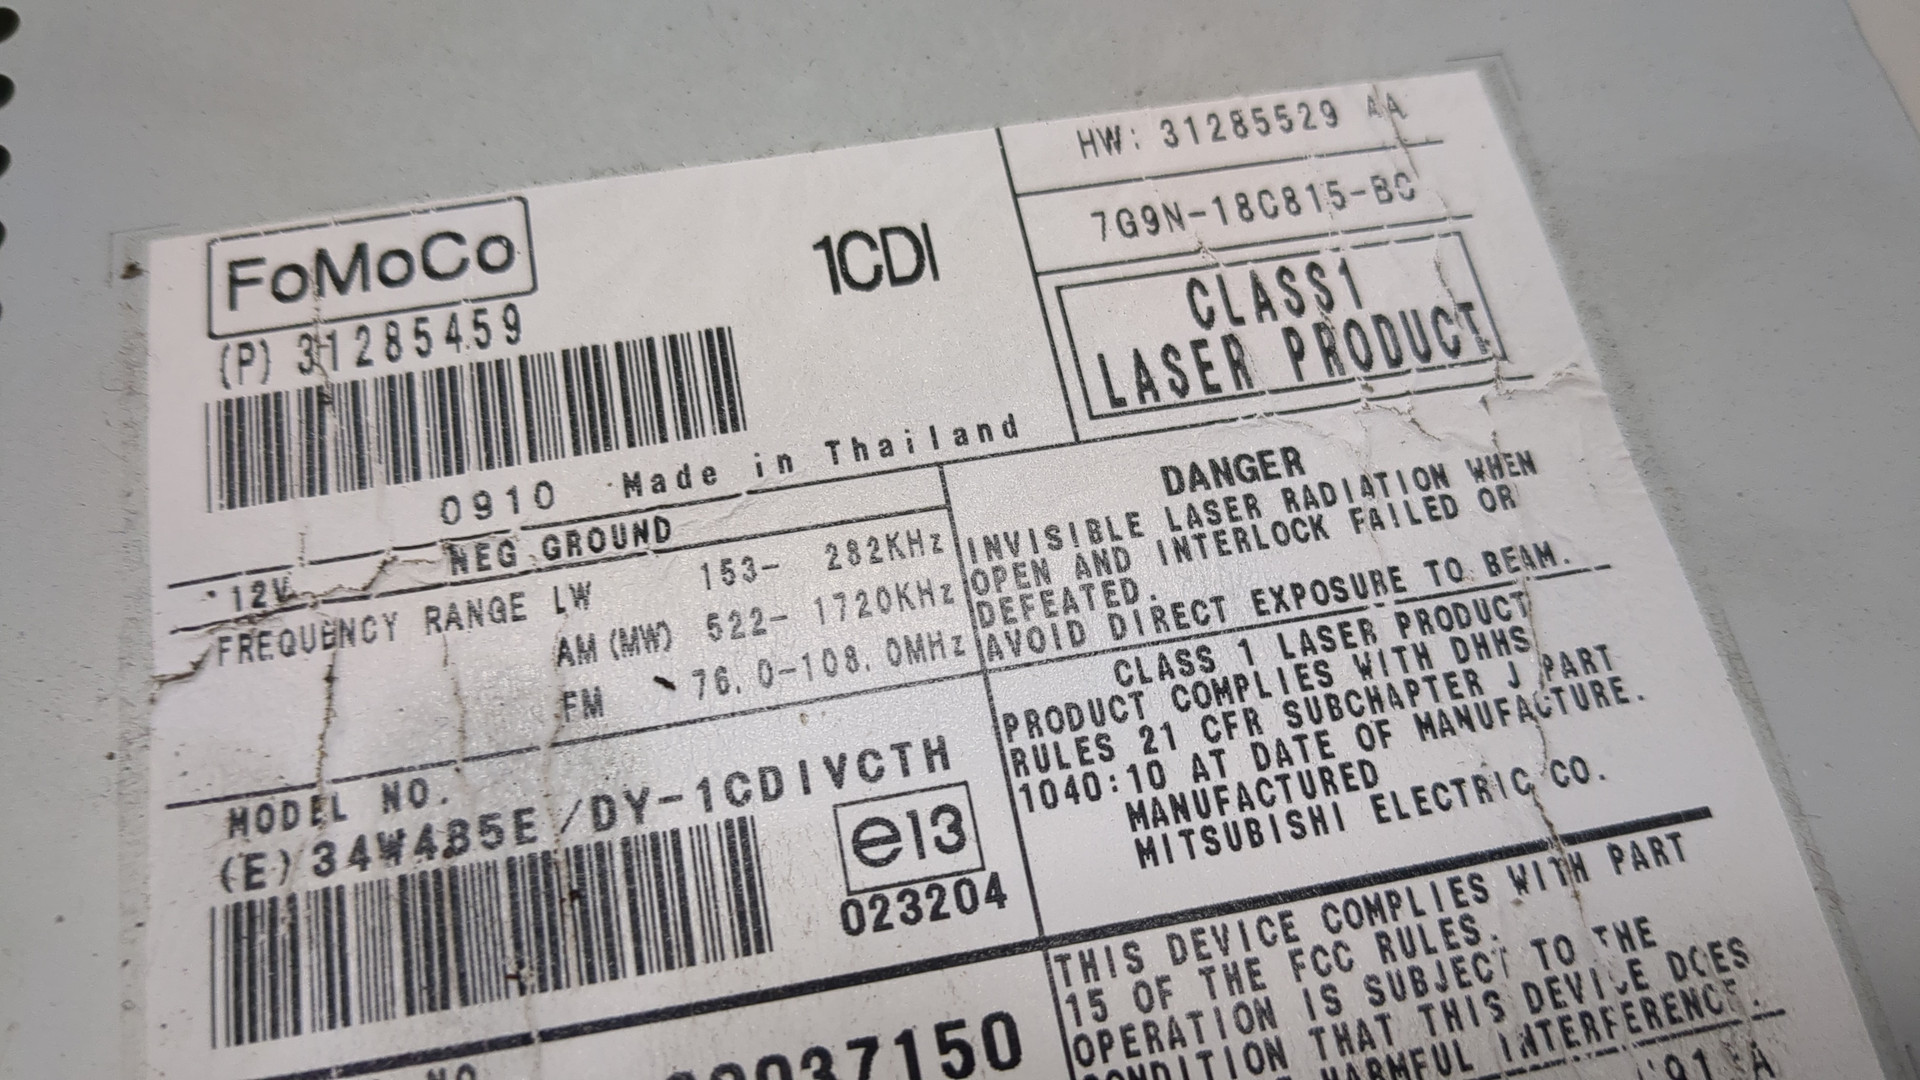 FoMoCo
(P) 31285459
1CDI
0910 Made in Thailand
HW: 31285529 AA
7G9N-18C815-BC
CLASS1
LASER PRODUCT
12V NEG GROUND
FREQUENCY RANGE LW 153- 282KHz
AM (MW) 522- 1720KHz
FM 76.0-108.0MHz
DANGER
INVISIBLE LASER RADIATION WHEN
OPEN AND INTERLOCK FAILED OR
DEFEATED.
AVOID DIRECT EXPOSURE TO BEAM.
CLASS 1 LASER PRODUCT
PRODUCT COMPLIES WITH DHHS
RULES 21 CFR SUBCHAPTER J PART
1040:10 AT DATE OF MANUFACTURE.
MANUFACTURED
MITSUBISHI ELECTRIC CO.
MODEL NO.
(E) 34W4B5E /DY-1CDIVCTH
e13
023204
THIS DEVICE COMPLIES WITH PART
15 OF THE FCC RULES.
OPERATION IS SUBJECT TO THE
CONDITION THAT THIS DEVICE DOES
HARMFUL INTERFERENCE.
NO
37150